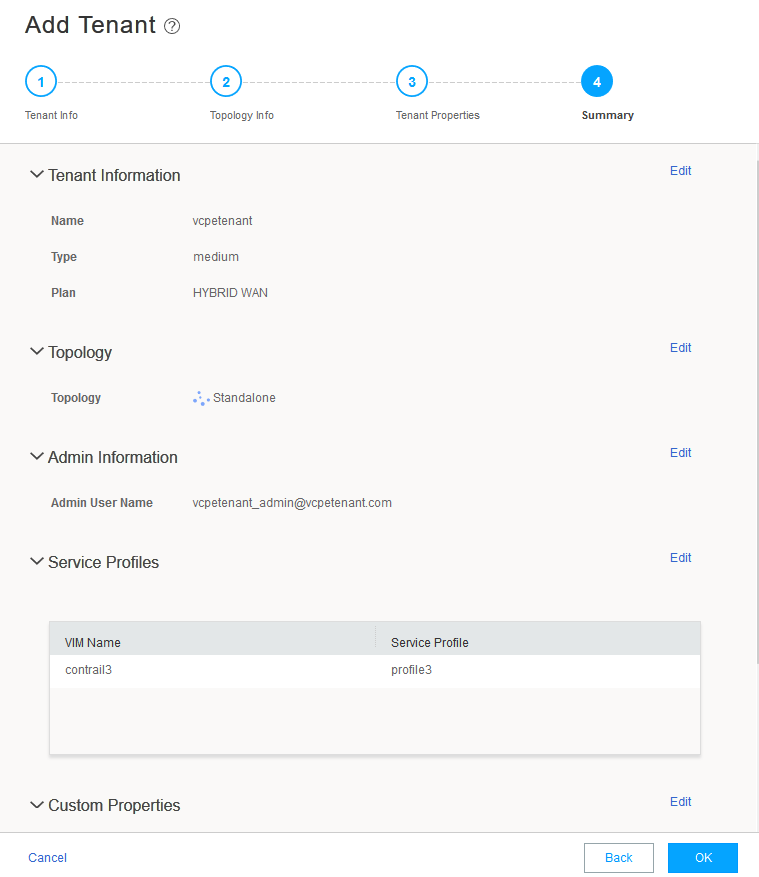 Add Tenant ?
1 2 3 4
Tenant Info Topology Info Tenant Properties Summary
Tenant Information Edit
Name vcpetenant
Type medium
Plan HYBRID WAN
Topology Edit
Topology Standalone
Admin Information Edit
Admin User Name vcpetenant_admin@vcpetenant.com
Service Profiles Edit
VIM Name Service Profile
contrail3 profile3
Custom Properties Edit
Cancel Back OK